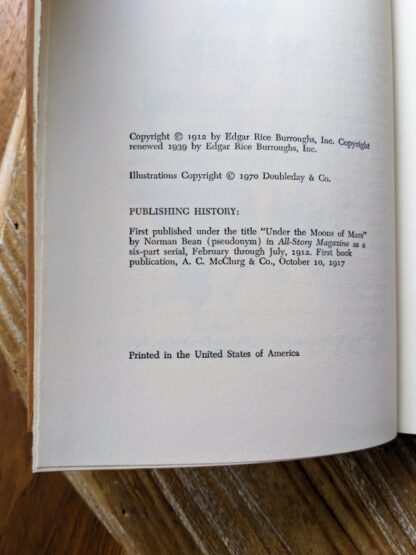 Copyright © 1912 by Edgar Rice Burroughs, Inc. Copyright
renewed 1939 by Edgar Rice Burroughs, Inc.
Illustrations Copyright © 1970 Doubleday & Co.
PUBLISHING HISTORY:
First published under the title "Under the Moons of Mars"
by Norman Bean (pseudonym) in All-Story Magazine as a
six-part serial, February through July, 1912. First book
publication, A. C. McClurg & Co., October 10, 1917
Printed in the United States of America